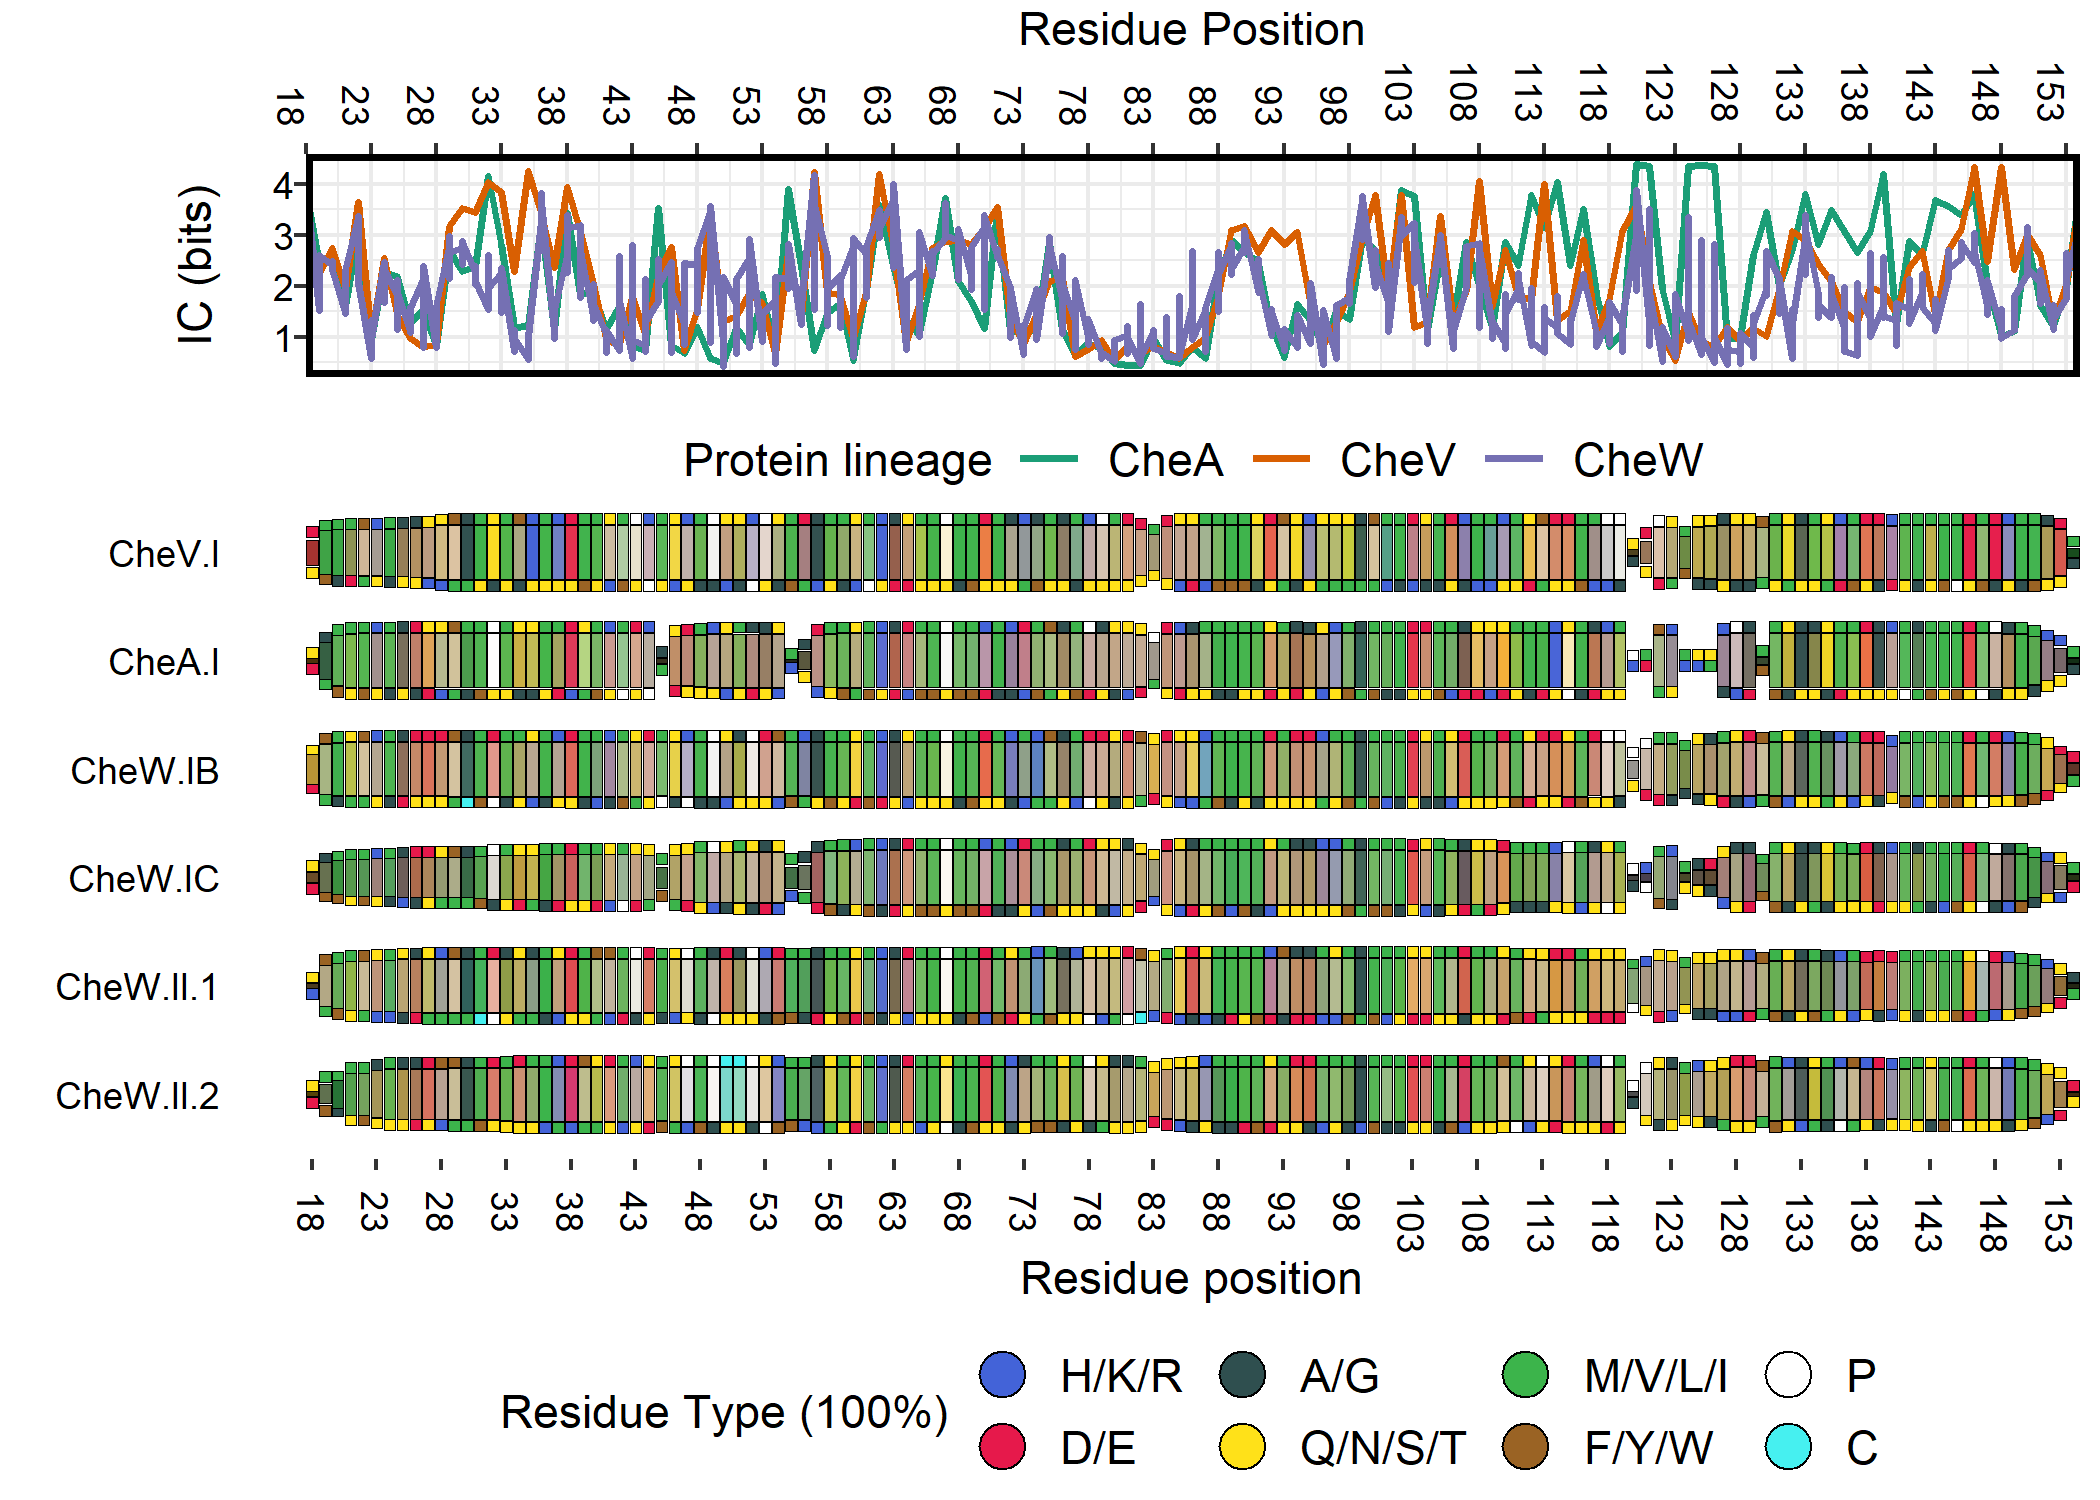 Residue Position
18 23 28 33 38 43 48 53 58 63 68 73 78 83 88 93 98 103 108 113 118 123 128 133 138 143 148 153
IC (bits)
4
3
2
1
Protein lineage CheA CheV CheW
CheV.I
CheA.I
CheW.IB
CheW.IC
CheW.II.1
CheW.II.2
18 23 28 33 38 43 48 53 58 63 68 73 78 83 88 93 98 103 108 113 118 123 128 133 138 143 148 153
Residue position
Residue Type (100%)
H/K/R A/G M/V/L/I P
D/E Q/N/S/T F/Y/W C